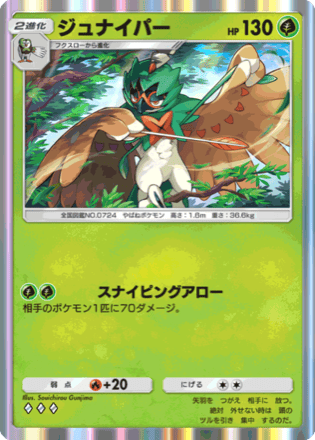 2進化 ジュナイパー HP130
フクスローから進化
全国図鑑NO.0724 やばねポケモン 高さ：1.6m 重さ：36.6kg
スナイピングアロー
相手のポケモン1匹に70ダメージ。
弱点 +20 にげる
Illus. Souichirou Gunjima
矢羽を つがえ 相手に 放つ。
絶対 外せない時は 頭の
ツルを引き 集中 する。